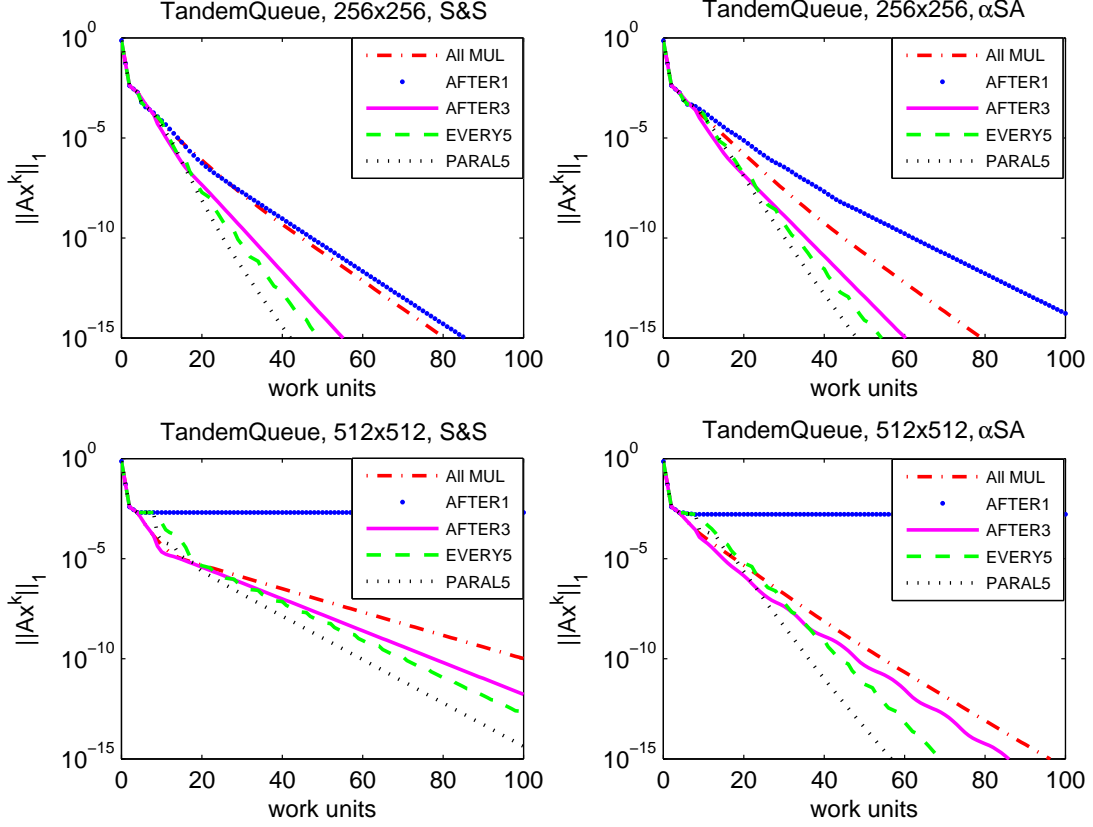 TandemQueue, 256x256, S&S
10^0
10^-5
10^-10
10^-15
||Ax^k||_1
0 20 40 60 80 100
work units
All MUL
AFTER1
AFTER3
EVERY5
PARAL5
TandemQueue, 256x256, αSA
10^0
10^-5
10^-10
10^-15
||Ax^k||_1
0 20 40 60 80 100
work units
All MUL
AFTER1
AFTER3
EVERY5
PARAL5
TandemQueue, 512x512, S&S
10^0
10^-5
10^-10
10^-15
||Ax^k||_1
0 20 40 60 80 100
work units
All MUL
AFTER1
AFTER3
EVERY5
PARAL5
TandemQueue, 512x512, αSA
10^0
10^-5
10^-10
10^-15
||Ax^k||_1
0 20 40 60 80 100
work units
All MUL
AFTER1
AFTER3
EVERY5
PARAL5